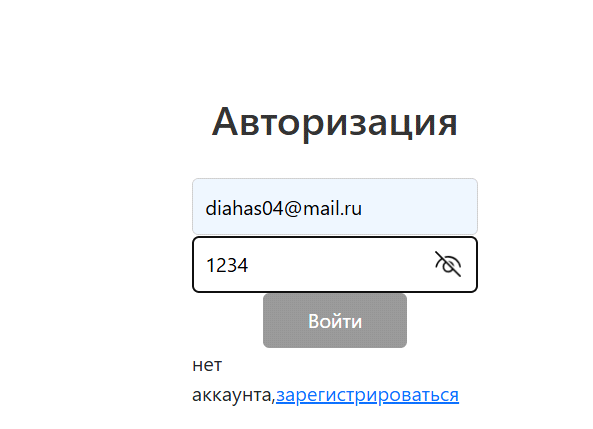 Авторизация
diahas04@mail.ru
1234
Войти
нет
аккаунта,зарегистрироваться